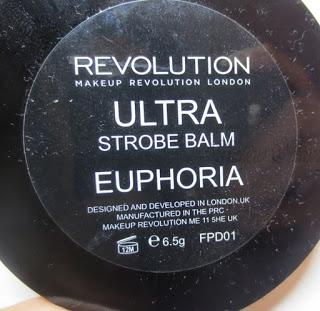 REVOLUTION
MAKEUP REVOLUTION LONDON
ULTRA
STROBE BALM
EUPHORIA
DESIGNED AND DEVELOPED IN LONDON,UK
MANUFACTURED IN THE PRC -
MAKEUP REVOLUTION ME 11 5HE UK
12M ℮ 6.5g FPD01